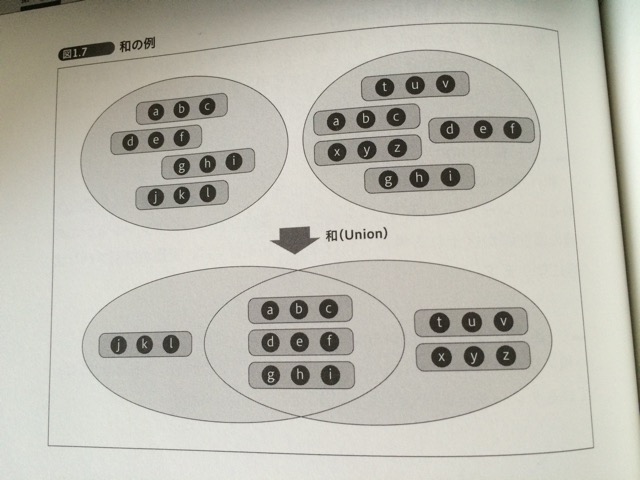 図1.7 和の例
a b c
d e f
g h i
j k l
t u v
a b c
d e f
x y z
g h i
和(Union)
j k l
a b c
d e f
g h i
t u v
x y z